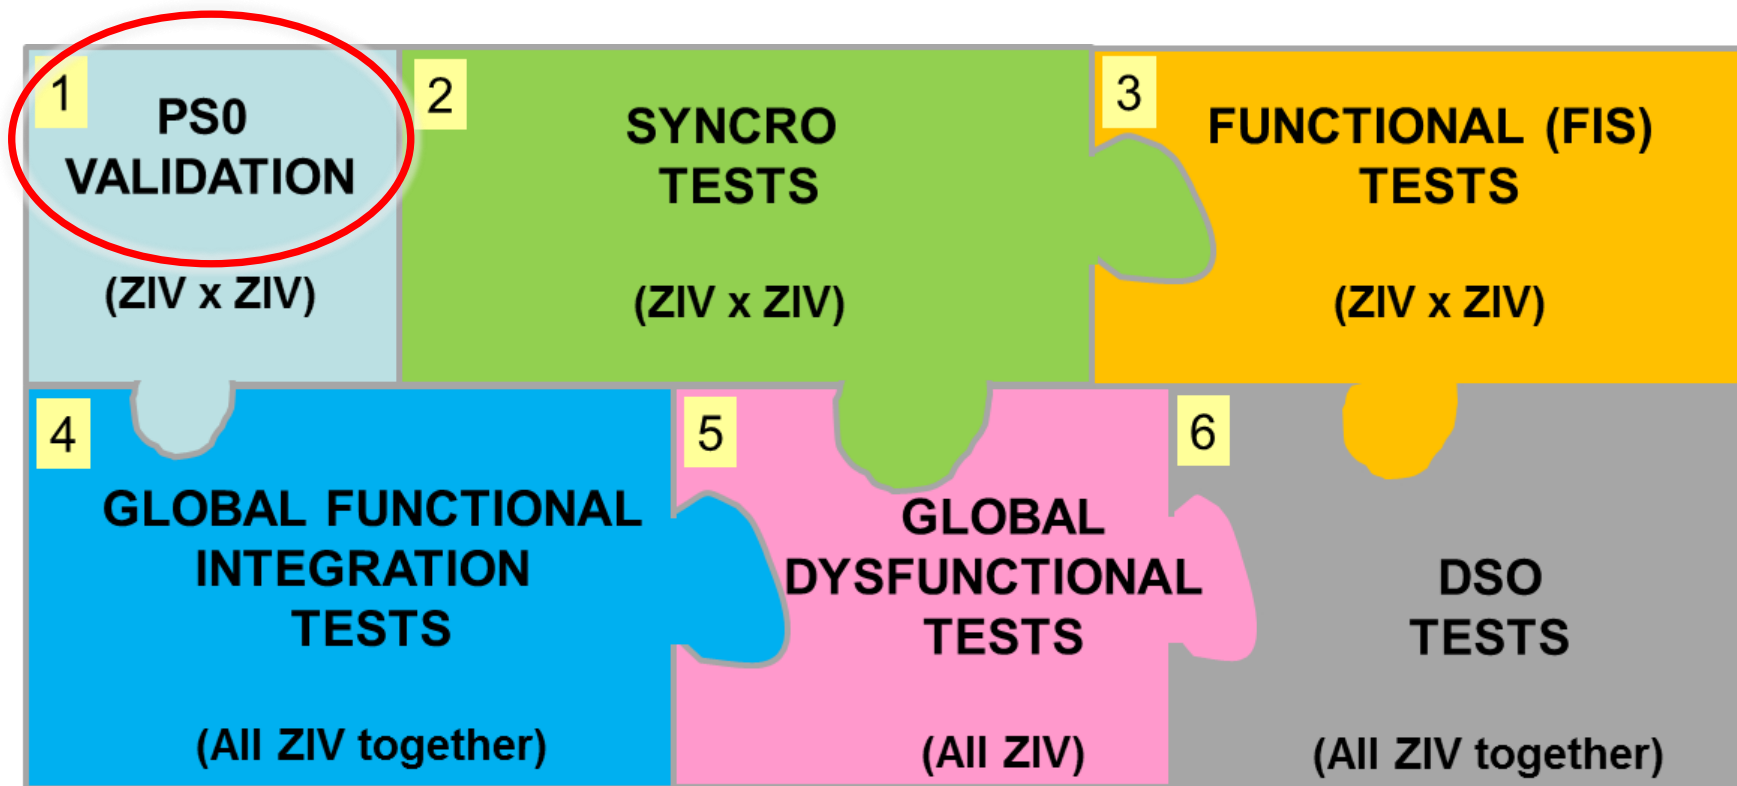 1
PS0
VALIDATION
(ZIV x ZIV)
2
SYNCRO
TESTS
(ZIV x ZIV)
3
FUNCTIONAL (FIS)
TESTS
(ZIV x ZIV)
4
GLOBAL FUNCTIONAL
INTEGRATION
TESTS
(All ZIV together)
5
GLOBAL
DYSFUNCTIONAL
TESTS
(All ZIV)
6
DSO
TESTS
(All ZIV together)